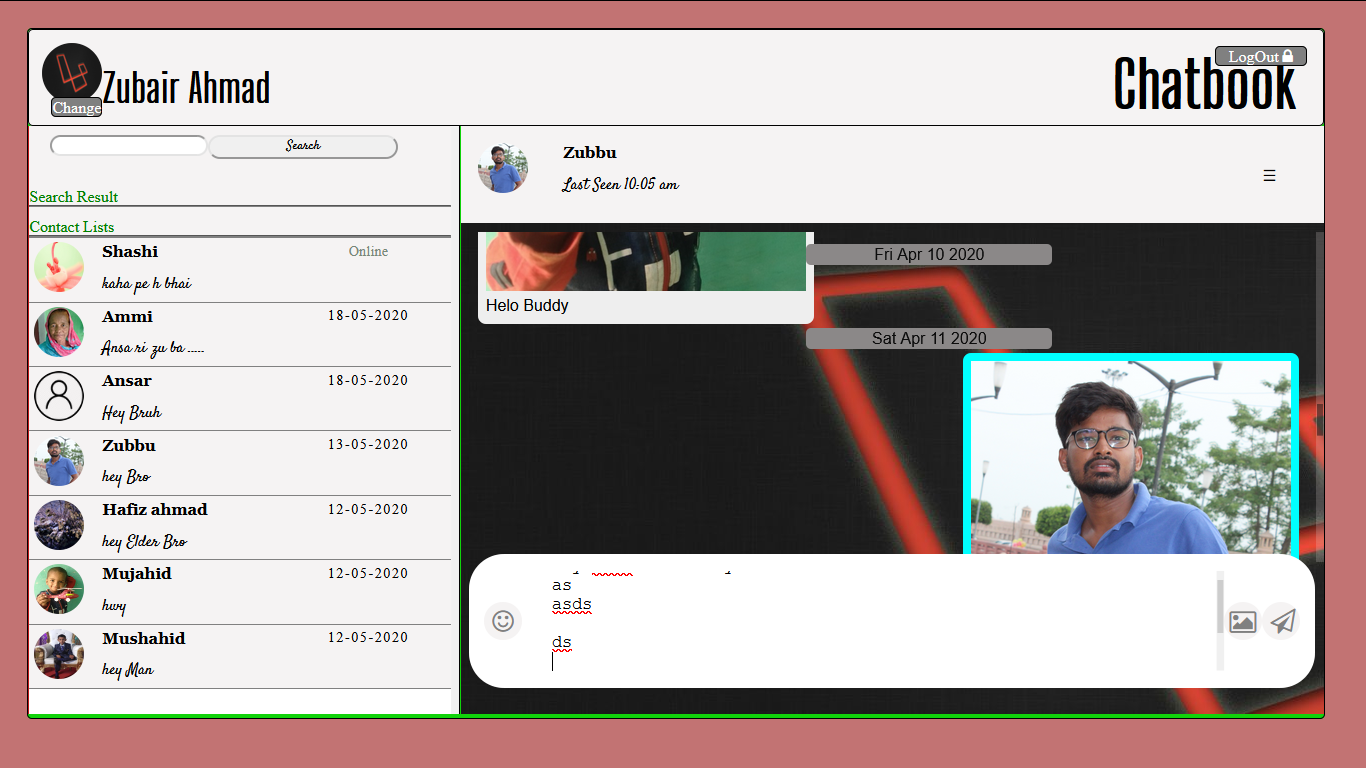 Zubair Ahmad
Change
Chatbook
LogOut
Search
Search Result
Contact Lists
Shashi
Online
kaha pe h bhai
Ammi
18-05-2020
Ansa ri zu ba .....
Ansar
18-05-2020
Hey Bruh
Zubbu
13-05-2020
hey Bro
Hafiz ahmad
12-05-2020
hey Elder Bro
Mujahid
12-05-2020
hwy
Mushahid
12-05-2020
hey Man
Zubbu
Last Seen 10:05 am
Fri Apr 10 2020
Helo Buddy
Sat Apr 11 2020
as
asds
ds